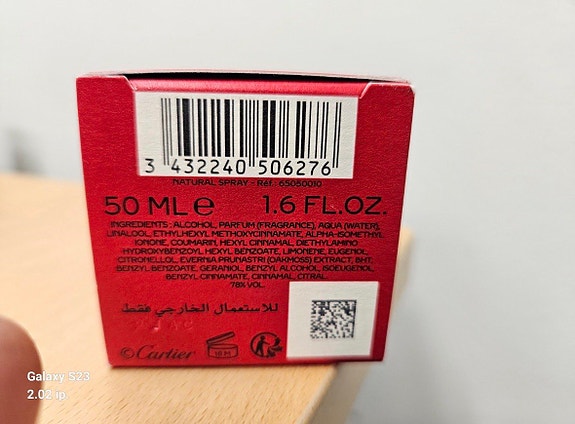 3 432240 506276
NATURAL SPRAY - Réf. 65050010
50 ML e 1.6 FL.OZ.
INGREDIENTS: ALCOHOL, PARFUM (FRAGRANCE), AQUA (WATER),
LINALOOL, ETHYLHEXYL METHOXYCINNAMATE, ALPHA-ISOMETHYL
IONONE, COUMARIN, HEXYL CINNAMAL, DIETHYLAMINO
HYDROXYBENZOYL HEXYL BENZOATE, LIMONENE, EUGENOL,
CITRONELLOL, EVERNIA PRUNASTRI (OAKMOSS) EXTRACT, BHT,
BENZYL BENZOATE, GERANIOL, BENZYL ALCOHOL, ISOEUGENOL,
BENZYL CINNAMATE, CINNAMAL, CITRAL.
78% VOL.
للاستعمال الخارجي فقط
©Cartier
Galaxy S23
2.02 ip.